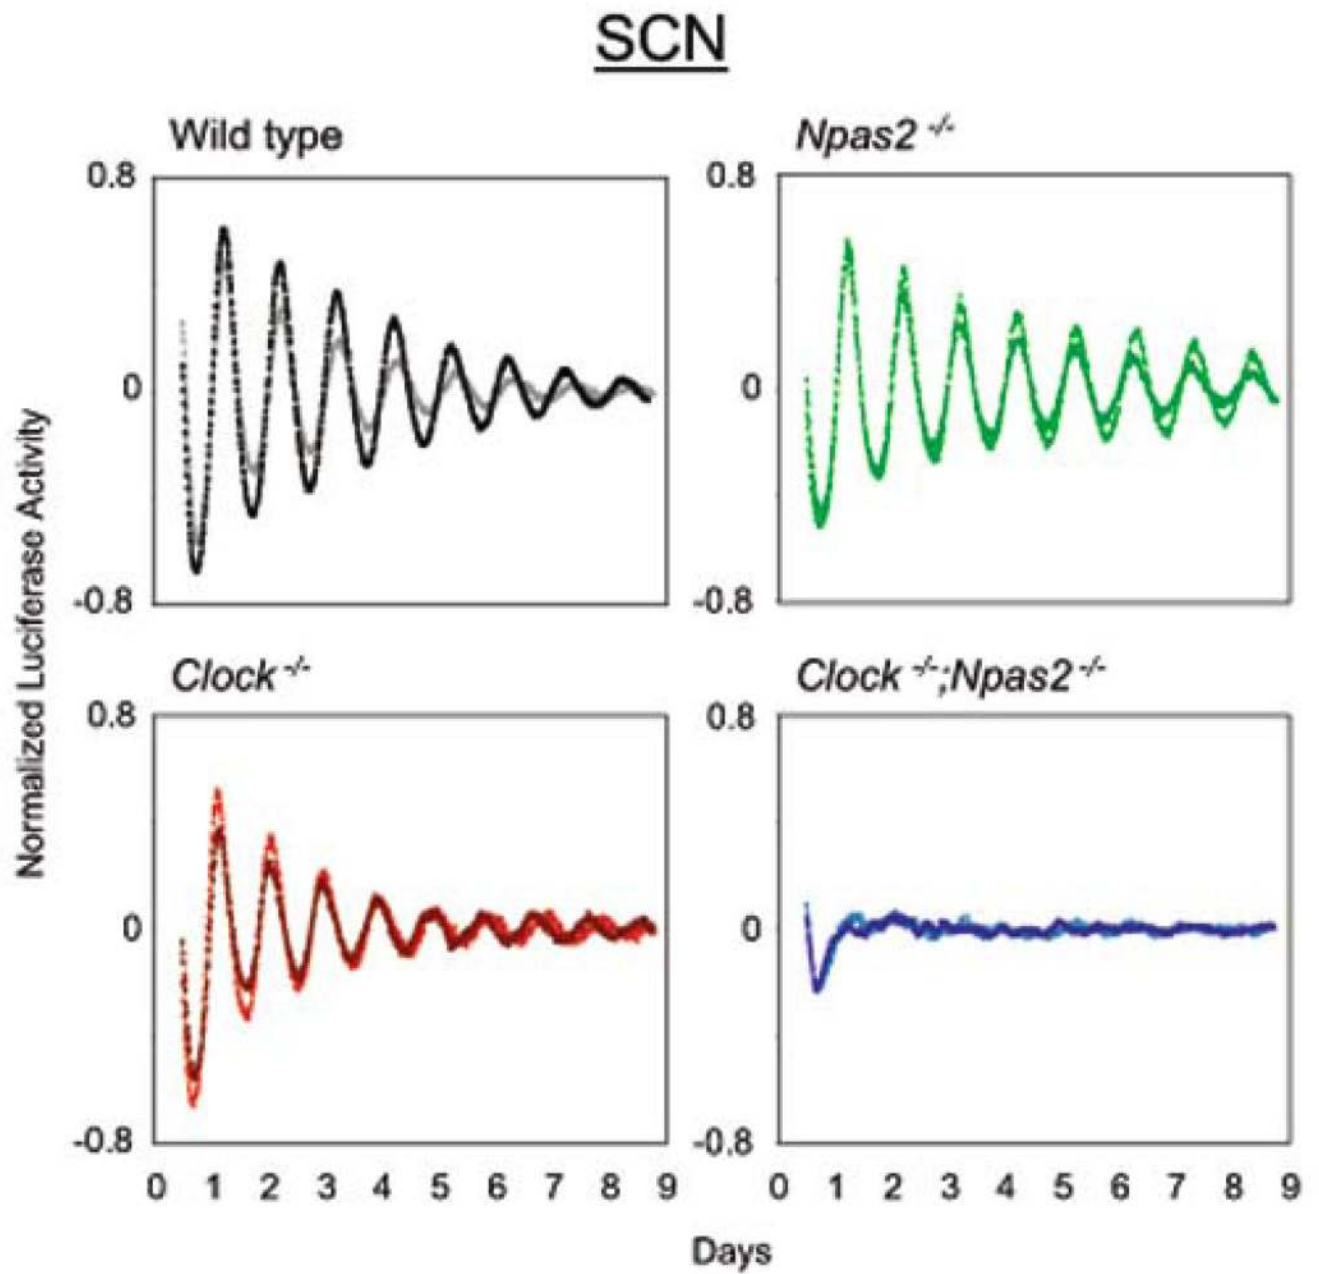 SCN
Wild type
Npas2 -/-
0.8
0
-0.8
0.8
0
-0.8
Normalized Luciferase Activity
Clock -/-
Clock -/-;Npas2 -/-
0.8
0
-0.8
0.8
0
-0.8
0 1 2 3 4 5 6 7 8 9
0 1 2 3 4 5 6 7 8 9
Days